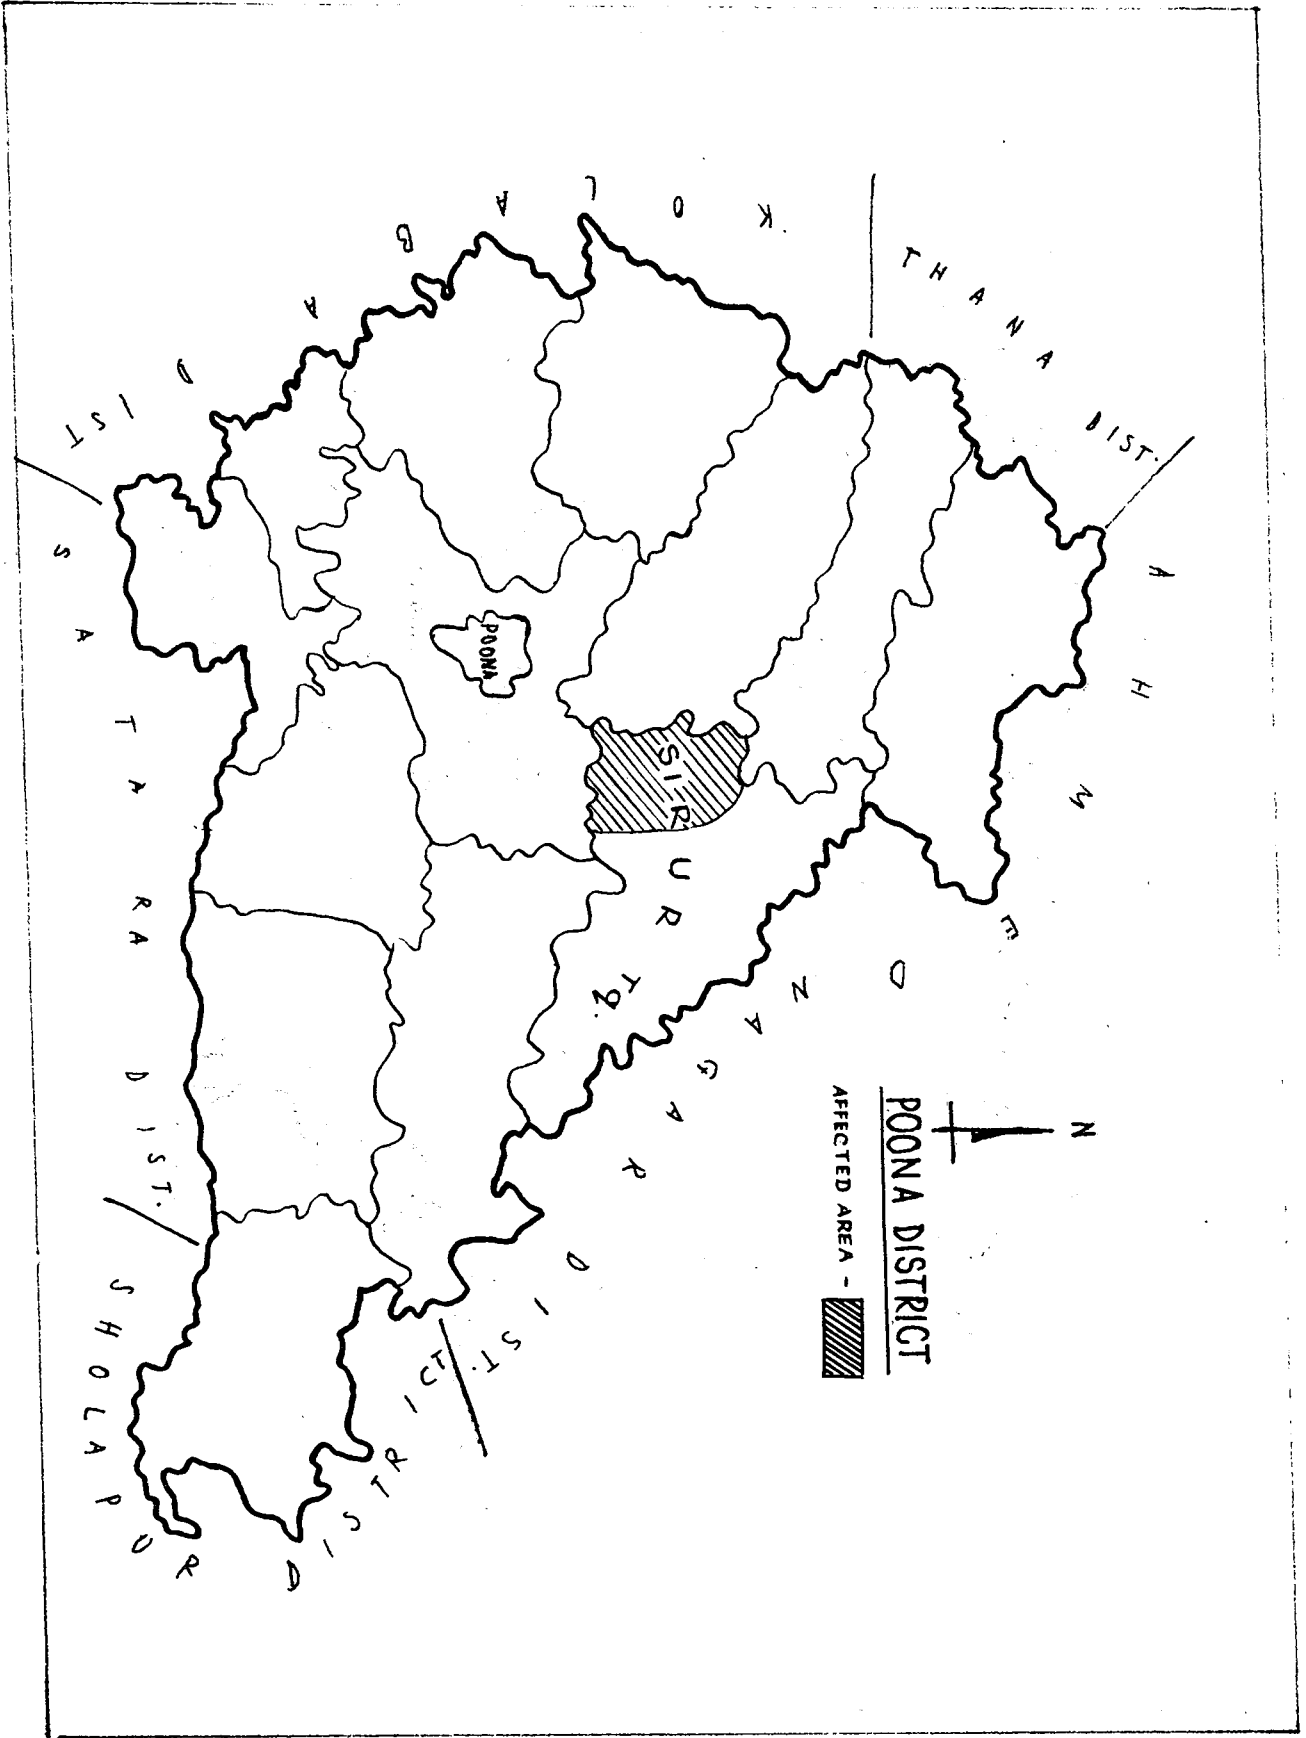 N
POONA DISTRICT
AFFECTED AREA -
THANA DIST.
KOLABA DIST
AHMEDNAGAR DIST.
POONA
SIRUR TQ.
SATARA DIST.
SHOLAPUR DISTRICT